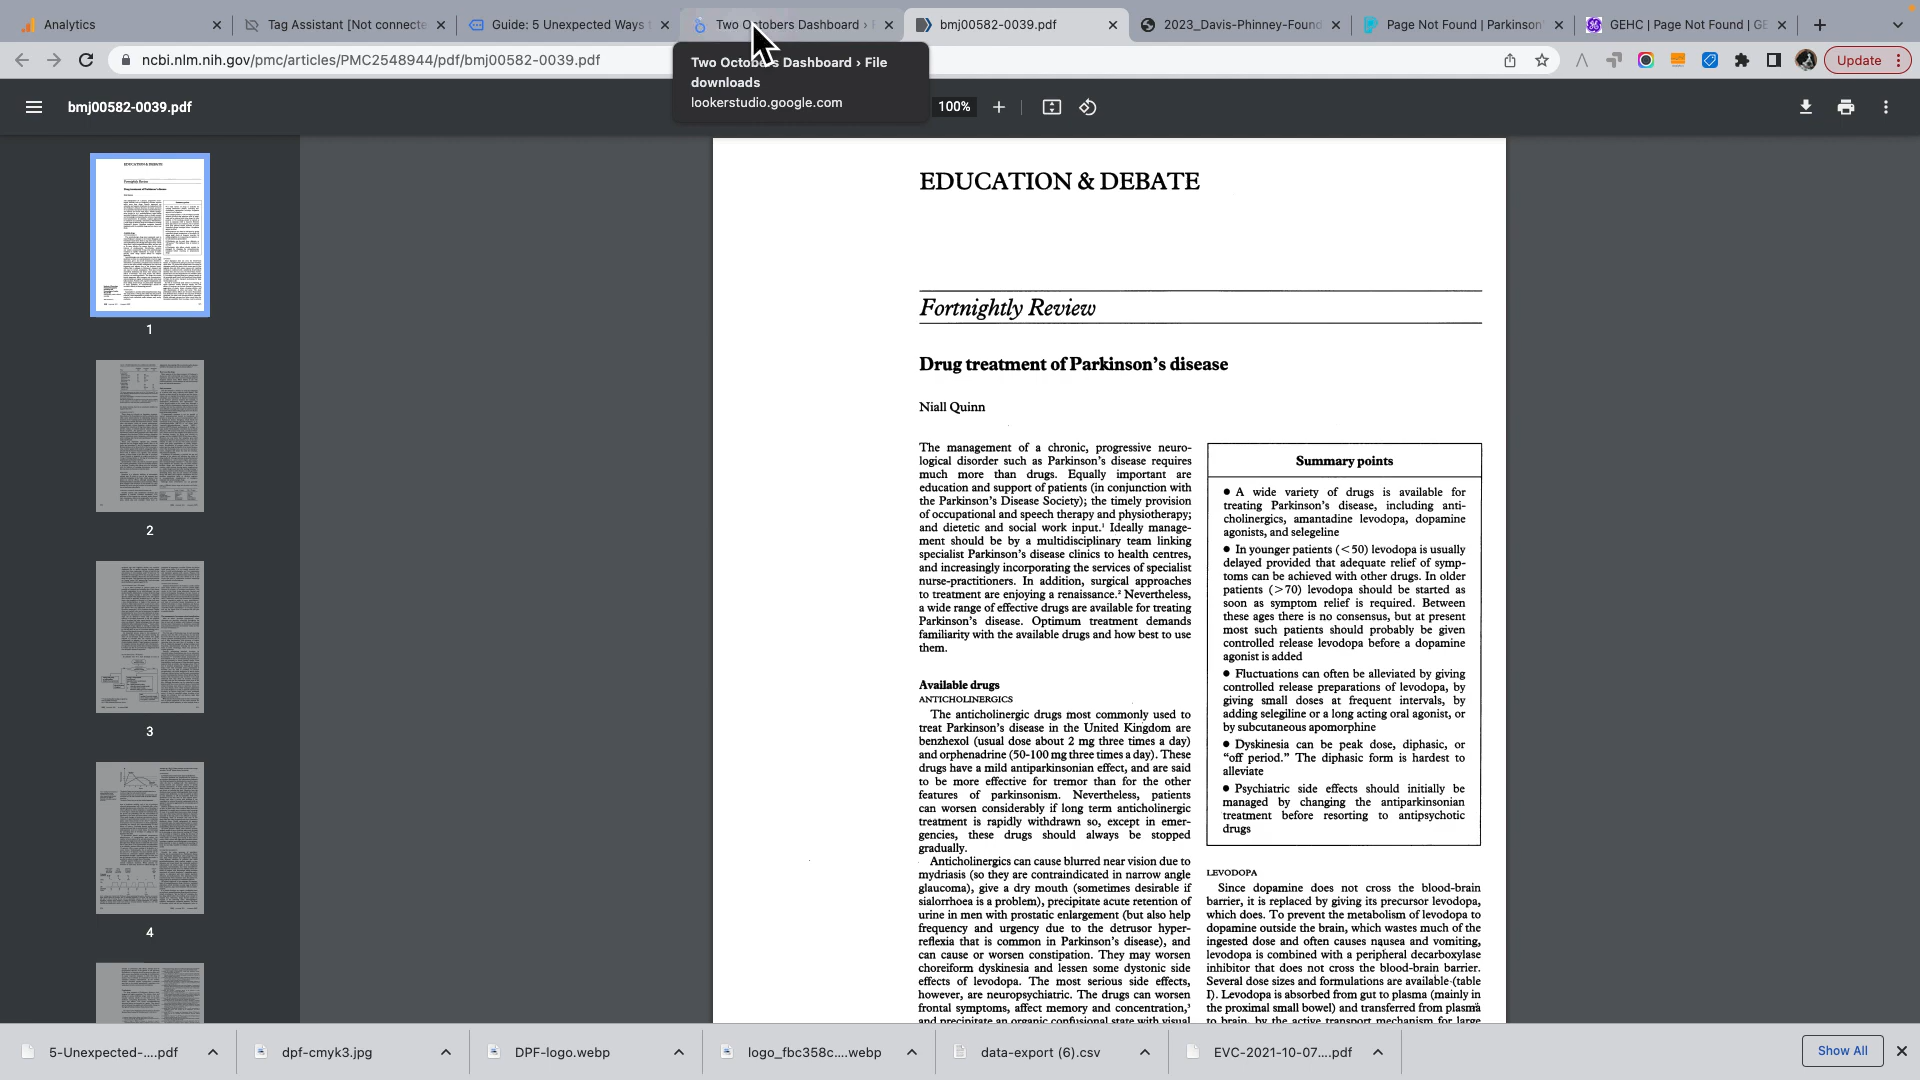 Analytics
Tag Assistant [Not connecte
Guide: 5 Unexpected Ways t
Two Octobers Dashboard › F
bmj00582-0039.pdf
2023_Davis-Phinney-Found
Page Not Found | Parkinson'
GEHC | Page Not Found | GE
ncbi.nlm.nih.gov/pmc/articles/PMC2548944/pdf/bmj00582-0039.pdf
Update
Two Octobers Dashboard › File
downloads
lookerstudio.google.com
bmj00582-0039.pdf
100%
EDUCATION & DEBATE
Fortnightly Review
Drug treatment of Parkinson's disease
Niall Quinn
The management of a chronic, progressive neuro-
logical disorder such as Parkinson's disease requires
much more than drugs. Equally important are
education and support of patients (in conjunction with
the Parkinson's Disease Society); the timely provision
of occupational and speech therapy and physiotherapy;
and dietetic and social work input.¹ Ideally manage-
ment should be by a multidisciplinary team linking
specialist Parkinson's disease clinics to health centres,
and increasingly incorporating the services of specialist
nurse-practitioners. In addition, surgical approaches
to treatment are enjoying a renaissance.² Nevertheless,
a wide range of effective drugs are available for treating
Parkinson's disease. Optimum treatment demands
familiarity with the available drugs and how best to use
them.
Available drugs
ANTICHOLINERGICS
The anticholinergic drugs most commonly used to
treat Parkinson's disease in the United Kingdom are
benzhexol (usual dose about 2 mg three times a day)
and orphenadrine (50-100 mg three times a day). These
drugs have a mild antiparkinsonian effect, and are said
to be more effective for tremor than for the other
features of parkinsonism. Nevertheless, patients
can worsen considerably if long term anticholinergic
treatment is rapidly withdrawn so, except in emer-
gencies, these drugs should always be stopped
gradually.
Anticholinergics can cause blurred near vision due to
mydriasis (so they are contraindicated in narrow angle
glaucoma), give a dry mouth (sometimes desirable if
sialorrhoea is a problem), precipitate acute retention of
urine in men with prostatic enlargement (but also help
frequency and urgency due to the detrusor hyper-
reflexia that is common in Parkinson's disease), and
can cause or worsen constipation. They may worsen
choreiform dyskinesia and lessen some dystonic side
effects of levodopa. The most serious side effects,
however, are neuropsychiatric. The drugs can worsen
frontal symptoms, affect memory and concentration,³
and precipitate an organic confusional state with visual
Summary points
● A wide variety of drugs is available for
treating Parkinson's disease, including anti-
cholinergics, amantadine levodopa, dopamine
agonists, and selegeline
● In younger patients (<50) levodopa is usually
delayed provided that adequate relief of symp-
toms can be achieved with other drugs. In older
patients (>70) levodopa should be started as
soon as symptom relief is required. Between
these ages there is no consensus, but at present
most such patients should probably be given
controlled release levodopa before a dopamine
agonist is added
● Fluctuations can often be alleviated by giving
controlled release preparations of levodopa, by
giving small doses at frequent intervals, by
adding selegiline or a long acting oral agonist, or
by subcutaneous apomorphine
● Dyskinesia can be peak dose, diphasic, or
"off period." The diphasic form is hardest to
alleviate
● Psychiatric side effects should initially be
managed by changing the antiparkinsonian
treatment before resorting to antipsychotic
drugs
LEVODOPA
Since dopamine does not cross the blood-brain
barrier, it is replaced by giving its precursor levodopa,
which does. To prevent the metabolism of levodopa to
dopamine outside the brain, which wastes much of the
ingested dose and often causes nausea and vomiting,
levodopa is combined with a peripheral decarboxylase
inhibitor that does not cross the blood-brain barrier.
Several dose sizes and formulations are available (table
I). Levodopa is absorbed from gut to plasma (mainly in
the proximal small bowel) and transferred from plasma
to brain, by the active transport mechanism for large
1
2
3
4
5-Unexpected-....pdf
dpf-cmyk3.jpg
DPF-logo.webp
logo_fbc358c....webp
data-export (6).csv
EVC-2021-10-07....pdf
Show All